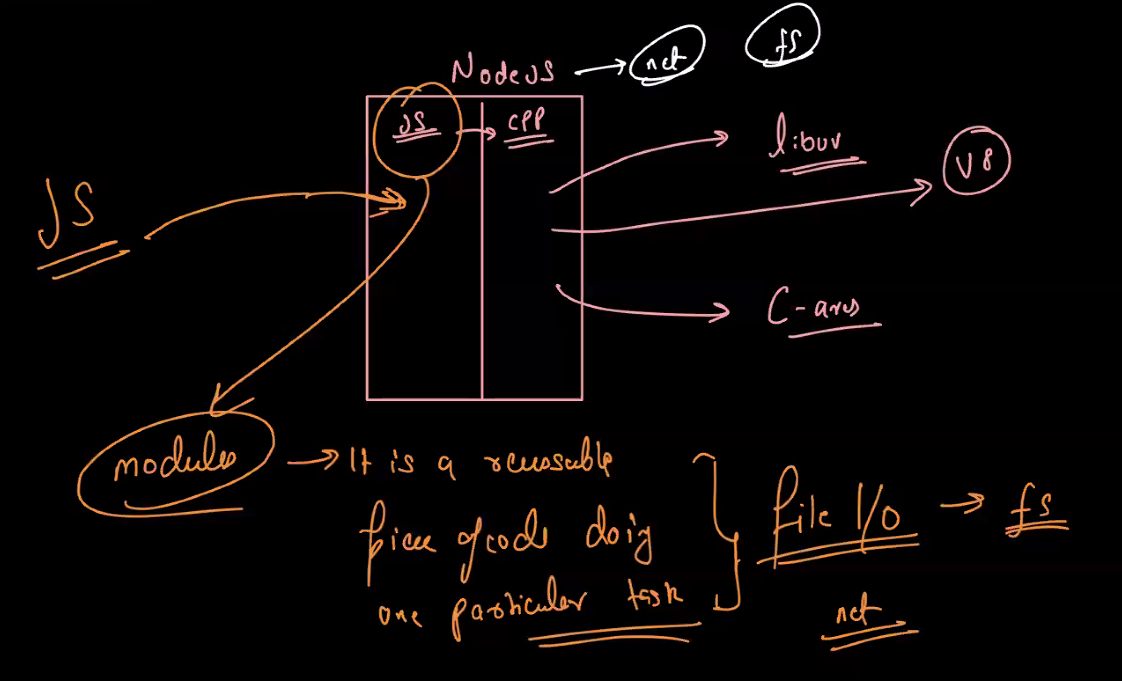 NodeJS → net fs
JS → CPP
libuv
V8
JS
C-ares
modules → It is a reusable
piece of code doig
one particular task
file I/O → fs
net